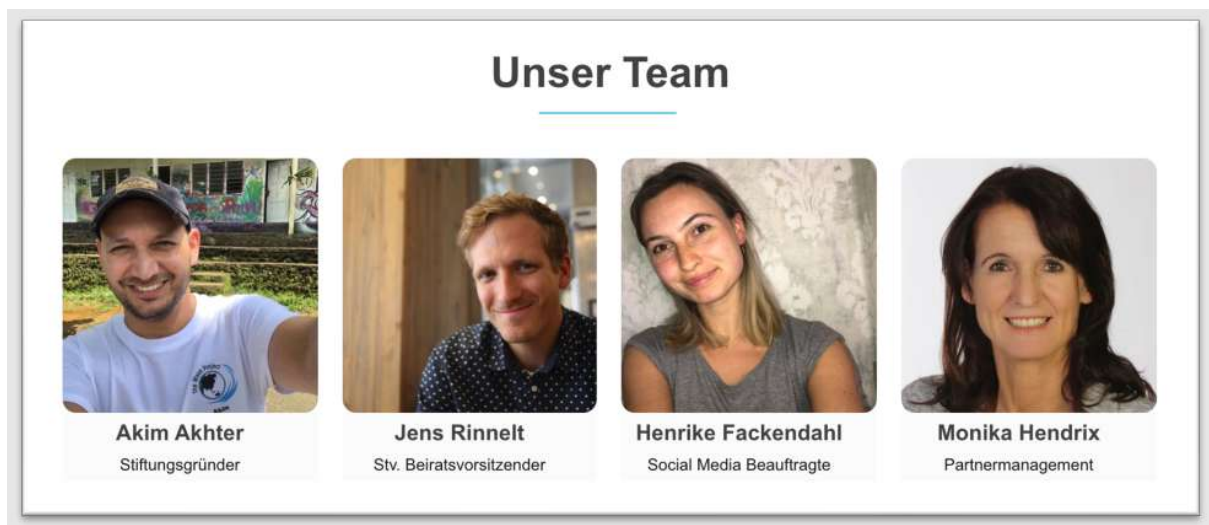 Unser Team
Akim Akhter
Stiftungsgründer
Jens Rinnelt
Stv. Beiratsvorsitzender
Henrike Fackendahl
Social Media Beauftragte
Monika Hendrix
Partnermanagement